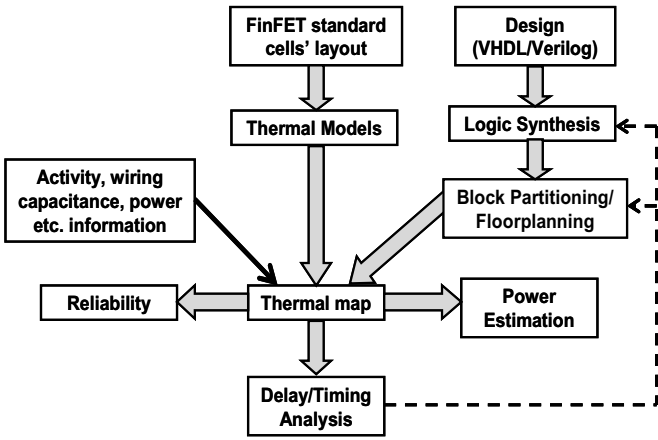 FinFET standard
cells' layout
Design
(VHDL/Verilog)
Thermal Models
Logic Synthesis
Activity, wiring
capacitance, power
etc. information
Block Partitioning/
Floorplanning
Reliability
Thermal map
Power
Estimation
Delay/Timing
Analysis